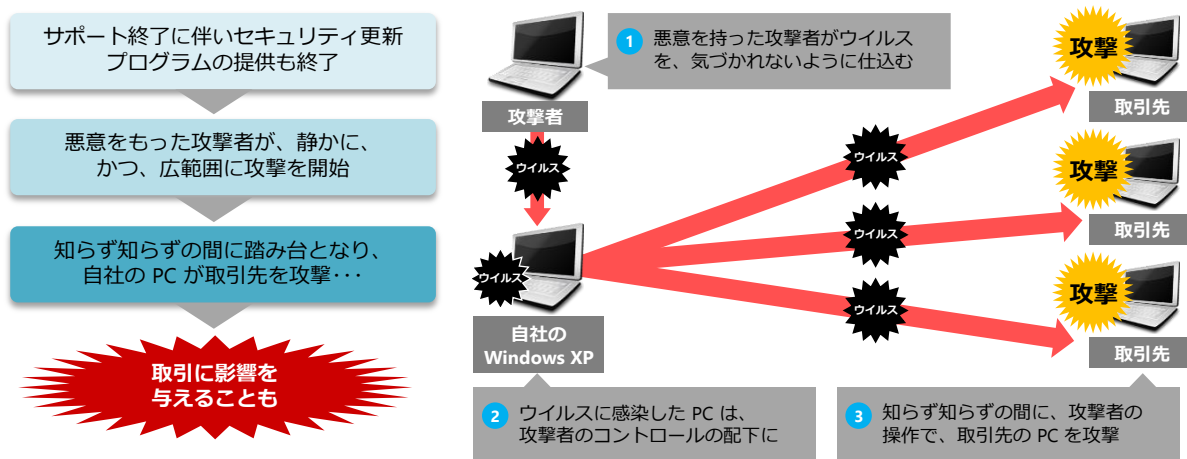 サポート終了に伴いセキュリティ更新
プログラムの提供も終了
悪意をもった攻撃者が、静かに、
かつ、広範囲に攻撃を開始
知らず知らずの間に踏み台となり、
自社の PC が取引先を攻撃･･･
取引に影響を
与えることも
攻撃者
1 悪意を持った攻撃者がウイルス
を、気づかれないように仕込む
ウイルス
ウイルス
自社の
Windows XP
2 ウイルスに感染した PC は、
攻撃者のコントロールの配下に
ウイルス
ウイルス
ウイルス
攻撃
取引先
攻撃
取引先
攻撃
取引先
3 知らず知らずの間に、攻撃者の
操作で、取引先の PC を攻撃